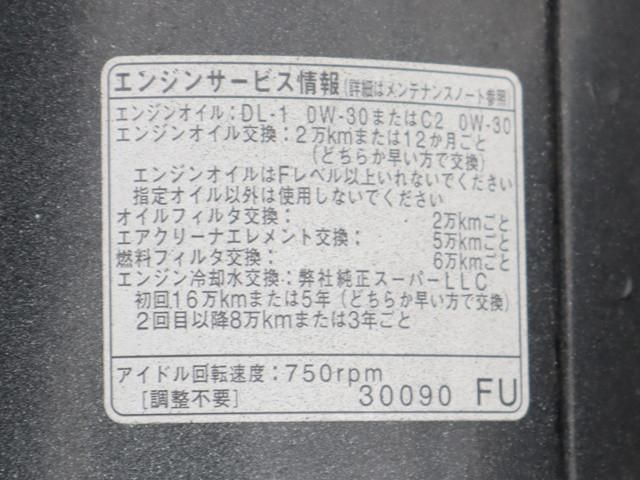 エンジンサービス情報(詳細はメンテナンスノート参照)
エンジンオイル:DL-1 0W-30またはC2 0W-30
エンジンオイル交換:2万kmまたは12か月ごと
(どちらか早い方で交換)
エンジンオイルはFレベル以上いれないでください
指定オイル以外は使用しないでください
オイルフィルタ交換: 2万kmごと
エアクリーナエレメント交換: 5万kmごと
燃料フィルタ交換: 6万kmごと
エンジン冷却水交換:弊社純正スーパーLLC
初回16万kmまたは5年(どちらか早い方で交換)
2回目以降8万kmまたは3年ごと
アイドル回転速度:750rpm
[調整不要] 30090 FU